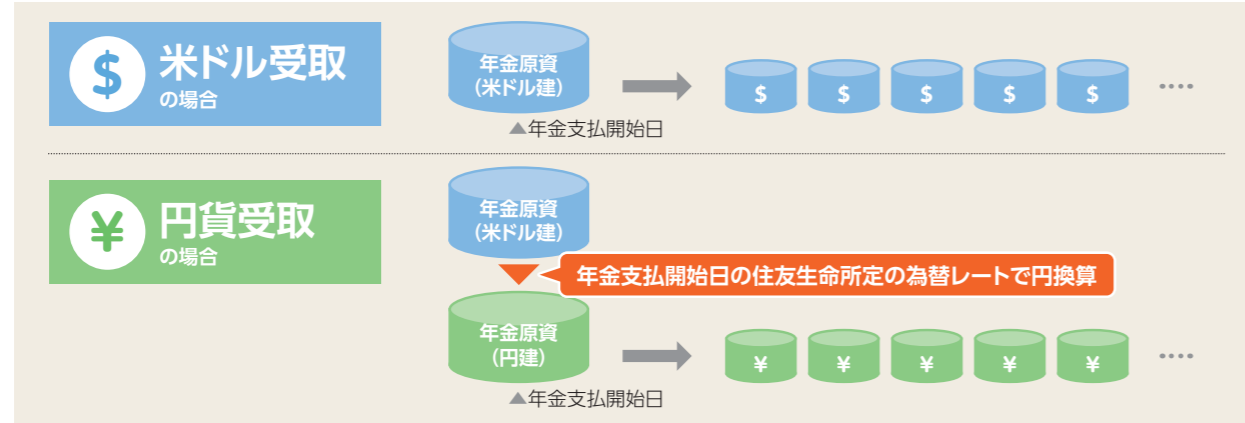 $
米ドル受取
の場合
年金原資
（米ドル建）
$ $ $ $ $ ‥‥
▲年金支払開始日
¥
円貨受取
の場合
年金原資
（米ドル建）
年金支払開始日の住友生命所定の為替レートで円換算
年金原資
（円建）
¥ ¥ ¥ ¥ ¥ ‥‥
▲年金支払開始日